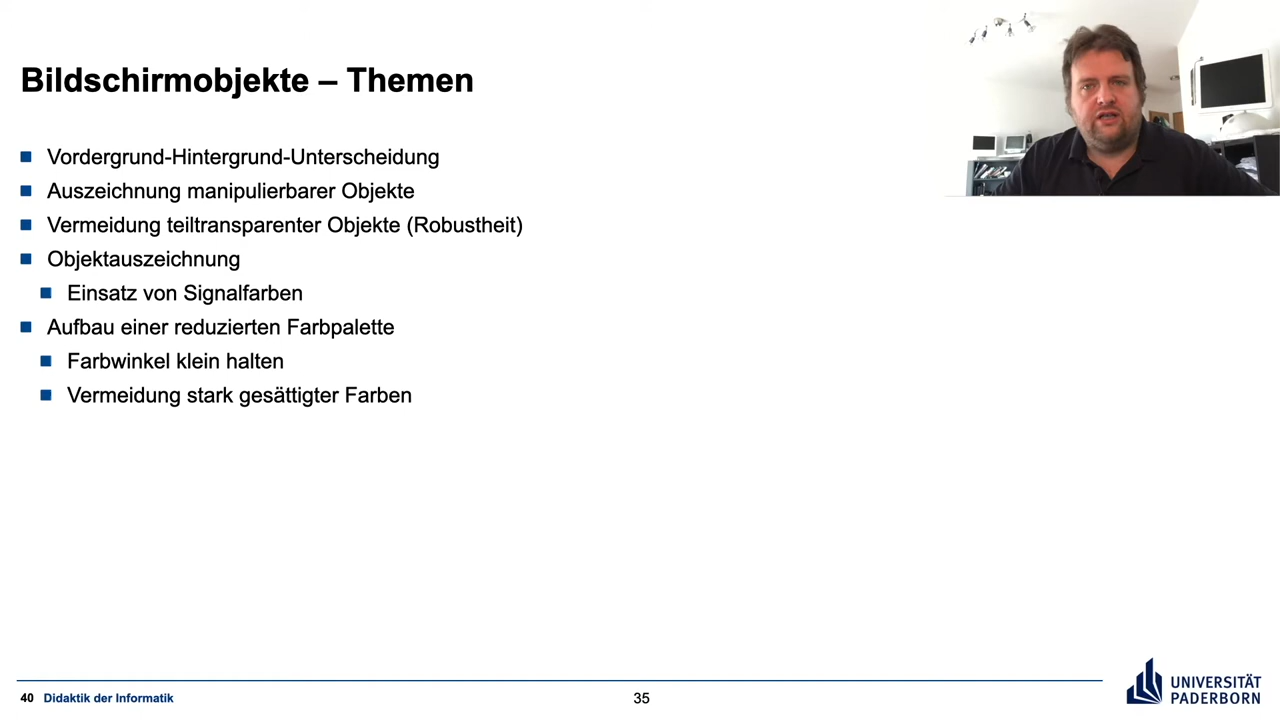 Bildschirmobjekte – Themen
Vordergrund-Hintergrund-Unterscheidung
Auszeichnung manipulierbarer Objekte
Vermeidung teiltransparenter Objekte (Robustheit)
Objektauszeichnung
Einsatz von Signalfarben
Aufbau einer reduzierten Farbpalette
Farbwinkel klein halten
Vermeidung stark gesättigter Farben
40 Didaktik der Informatik
35
UNIVERSITÄT
PADERBORN